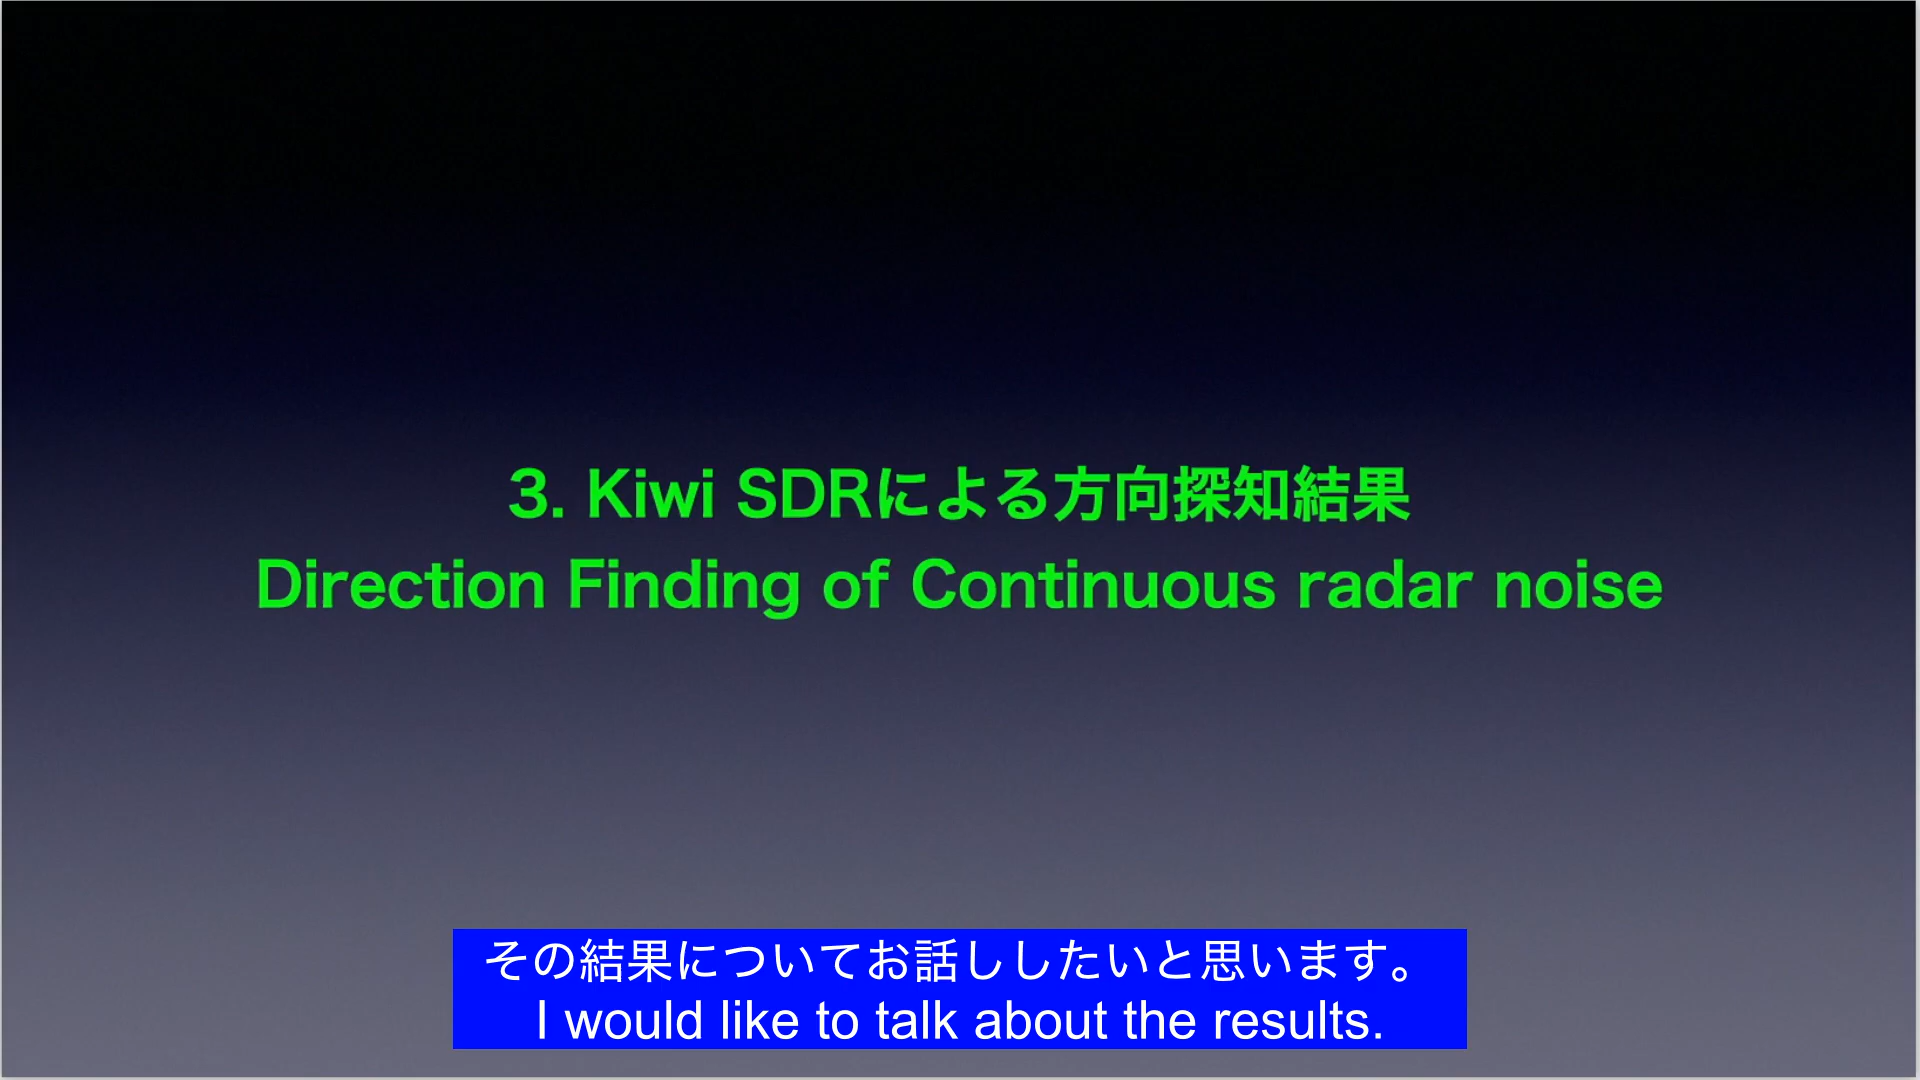 3. Kiwi SDRによる方向探知結果
Direction Finding of Continuous radar noise
その結果についてお話ししたいと思います。
I would like to talk about the results.